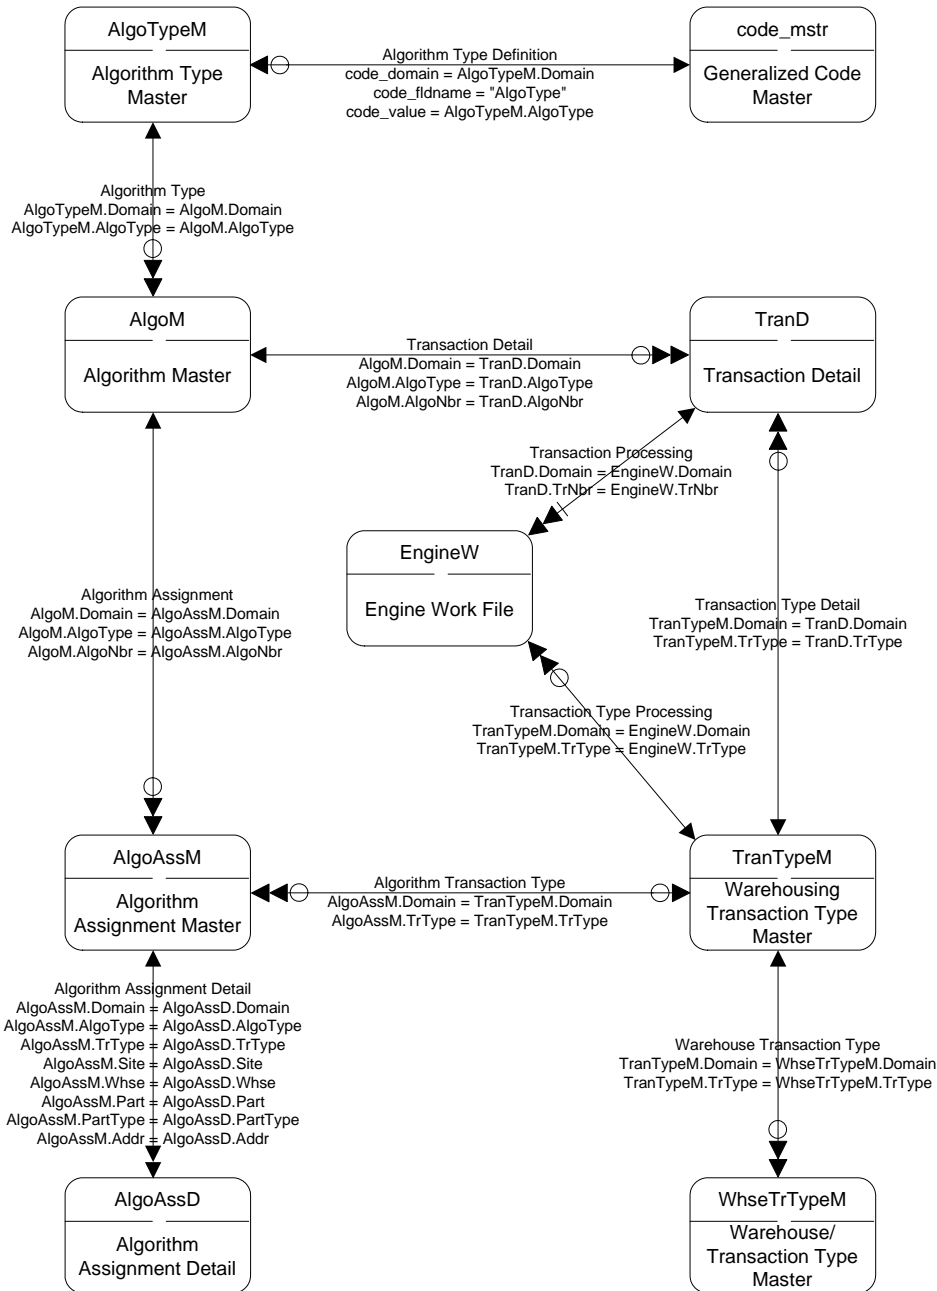 AlgoTypeM
Algorithm Type
Master
Algorithm Type Definition
code_domain = AlgoTypeM.Domain
code_fldname = "AlgoType"
code_value = AlgoTypeM.AlgoType
code_mstr
Generalized Code
Master
Algorithm Type
AlgoTypeM.Domain = AlgoM.Domain
AlgoTypeM.AlgoType = AlgoM.AlgoType
AlgoM
Algorithm Master
Transaction Detail
AlgoM.Domain = TranD.Domain
AlgoM.AlgoType = TranD.AlgoType
AlgoM.AlgoNbr = TranD.AlgoNbr
TranD
Transaction Detail
Transaction Processing
TranD.Domain = EngineW.Domain
TranD.TrNbr = EngineW.TrNbr
EngineW
Engine Work File
Algorithm Assignment
AlgoM.Domain = AlgoAssM.Domain
AlgoM.AlgoType = AlgoAssM.AlgoType
AlgoM.AlgoNbr = AlgoAssM.AlgoNbr
Transaction Type Detail
TranTypeM.Domain = TranD.Domain
TranTypeM.TrType = TranD.TrType
Transaction Type Processing
TranTypeM.Domain = EngineW.Domain
TranTypeM.TrType = EngineW.TrType
AlgoAssM
Algorithm
Assignment Master
Algorithm Transaction Type
AlgoAssM.Domain = TranTypeM.Domain
AlgoAssM.TrType = TranTypeM.TrType
TranTypeM
Warehousing
Transaction Type
Master
Algorithm Assignment Detail
AlgoAssM.Domain = AlgoAssD.Domain
AlgoAssM.AlgoType = AlgoAssD.AlgoType
AlgoAssM.TrType = AlgoAssD.TrType
AlgoAssM.Site = AlgoAssD.Site
AlgoAssM.Whse = AlgoAssD.Whse
AlgoAssM.Part = AlgoAssD.Part
AlgoAssM.PartType = AlgoAssD.PartType
AlgoAssM.Addr = AlgoAssD.Addr
Warehouse Transaction Type
TranTypeM.Domain = WhseTrTypeM.Domain
TranTypeM.TrType = WhseTrTypeM.TrType
AlgoAssD
Algorithm
Assignment Detail
WhseTrTypeM
Warehouse/
Transaction Type
Master